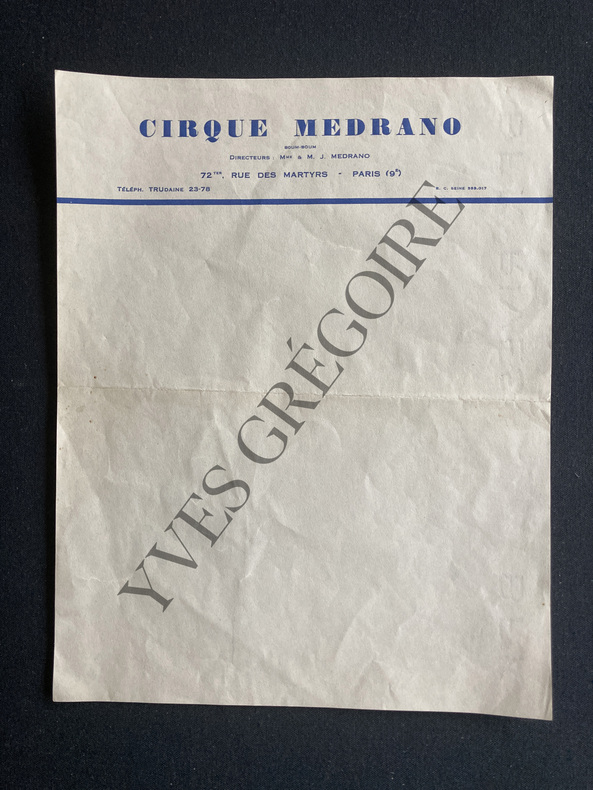 CIRQUE MEDRANO
BOUM-BOUM
DIRECTEURS : MME & M. J. MEDRANO
72TER, RUE DES MARTYRS - PARIS (9E)
TÉLÉPH. TRUDAINE 23-78
R. C. SEINE
YVES GRÉGOIRE